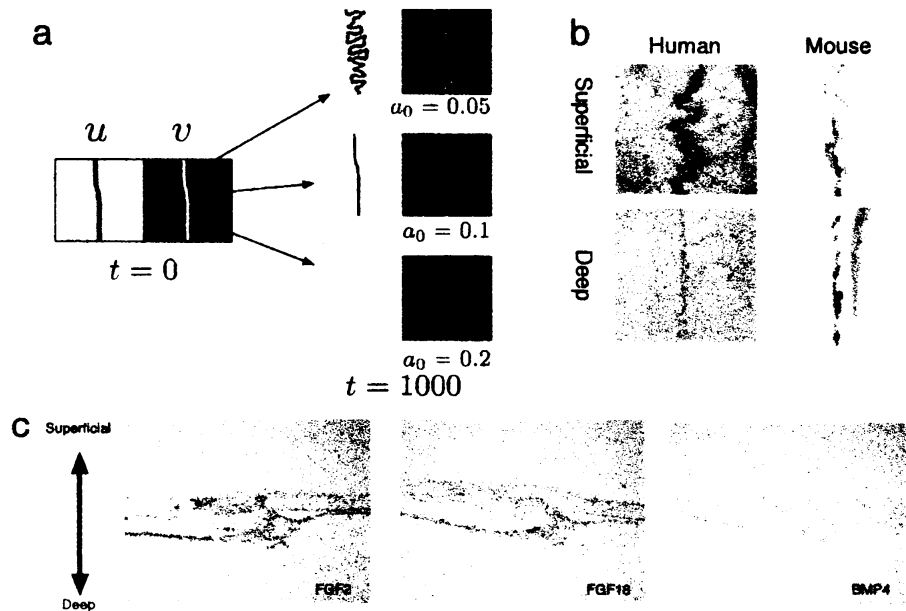 a
u v
t = 0
a₀ = 0.05
a₀ = 0.1
a₀ = 0.2
t = 1000
b
Human Mouse
Superficial
Deep
c
Superficial
Deep
FGF2
FGF18
BMP4